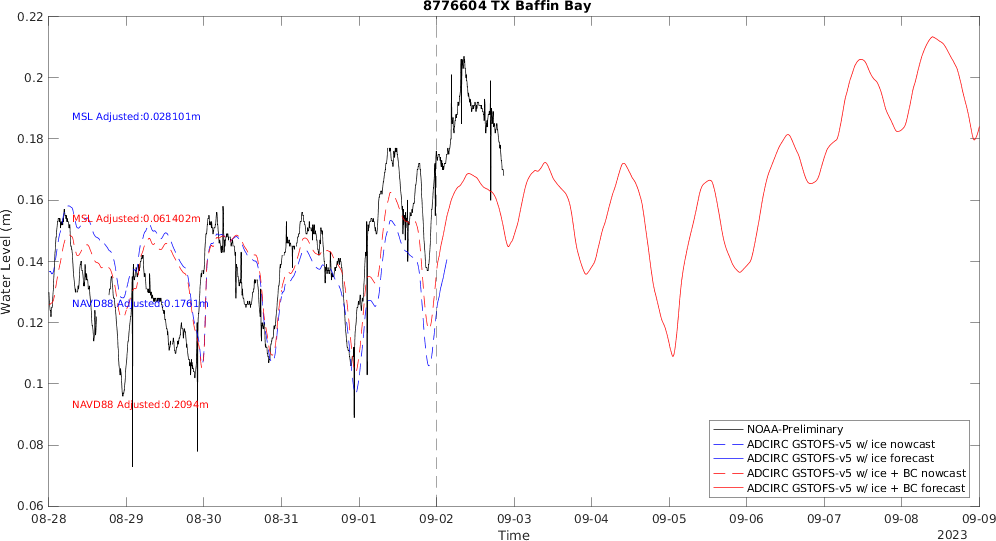 8776604 TX Baffin Bay
0.22
0.2
0.18
0.16
0.14
0.12
0.1
0.08
0.06
Water Level (m)
MSL Adjusted:0.028101m
MSL Adjusted:0.061402m
NAVD88 Adjusted:0.1761m
NAVD88 Adjusted:0.2094m
NOAA-Preliminary
ADCIRC GSTOFS-v5 w/ ice nowcast
ADCIRC GSTOFS-v5 w/ ice forecast
ADCIRC GSTOFS-v5 w/ ice + BC nowcast
ADCIRC GSTOFS-v5 w/ ice + BC forecast
08-28 08-29 08-30 08-31 09-01 09-02 09-03 09-04 09-05 09-06 09-07 09-08 09-09
Time
2023